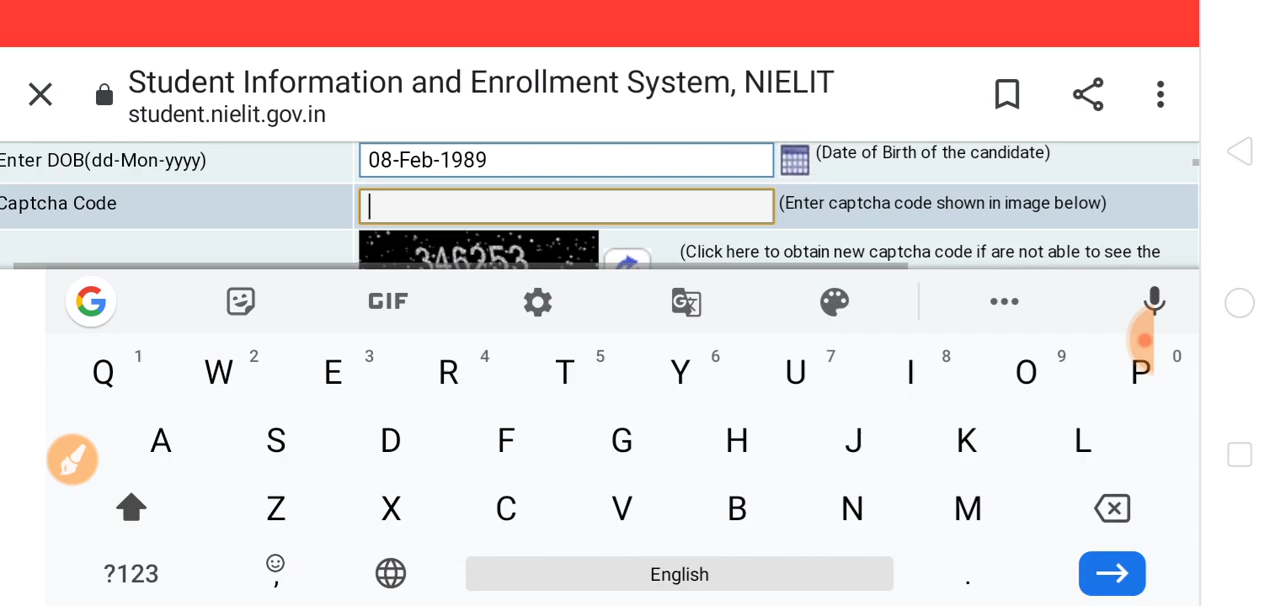 Student Information and Enrollment System, NIELIT
student.nielit.gov.in
Enter DOB(dd-Mon-yyyy) 08-Feb-1989 (Date of Birth of the candidate)
Captcha Code (Enter captcha code shown in image below)
346253 (Click here to obtain new captcha code if are not able to see the
G GIF G
Q 1 W 2 E 3 R 4 T 5 Y 6 U 7 I 8 O 9 P 0
A S D F G H J K L
Z X C V B N M
?123 , English .